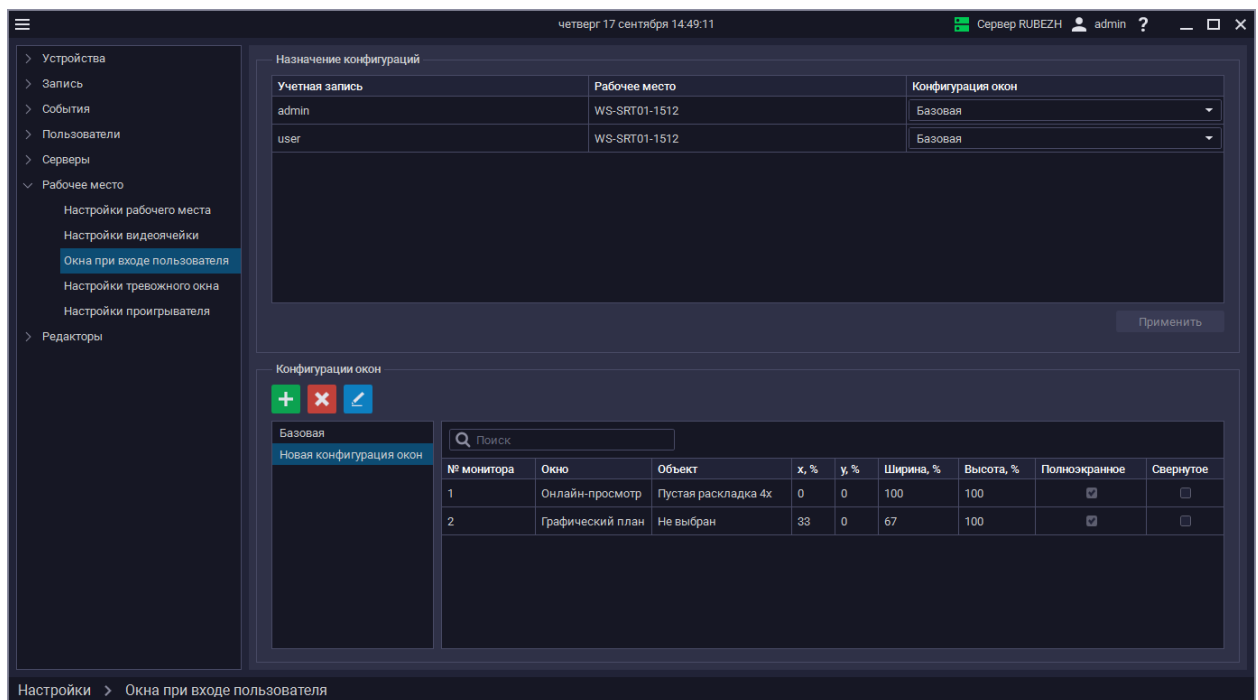 четверг 17 сентября 14:49:11 Сервер RUBEZH admin ?
Устройства
Запись
События
Пользователи
Серверы
Рабочее место
Настройки рабочего места
Настройки видеоячейки
Окна при входе пользователя
Настройки тревожного окна
Настройки проигрывателя
Редакторы
Назначение конфигураций
Учетная запись Рабочее место Конфигурация окон
admin WS-SRT01-1512 Базовая
user WS-SRT01-1512 Базовая
Применить
Конфигурации окон
Базовая
Новая конфигурация окон
Поиск
№ монитора Окно Объект x, % y, % Ширина, % Высота, % Полноэкранное Свернутое
1 Онлайн-просмотр Пустая раскладка 4x 0 0 100 100
2 Графический план Не выбран 33 0 67 100
Настройки > Окна при входе пользователя